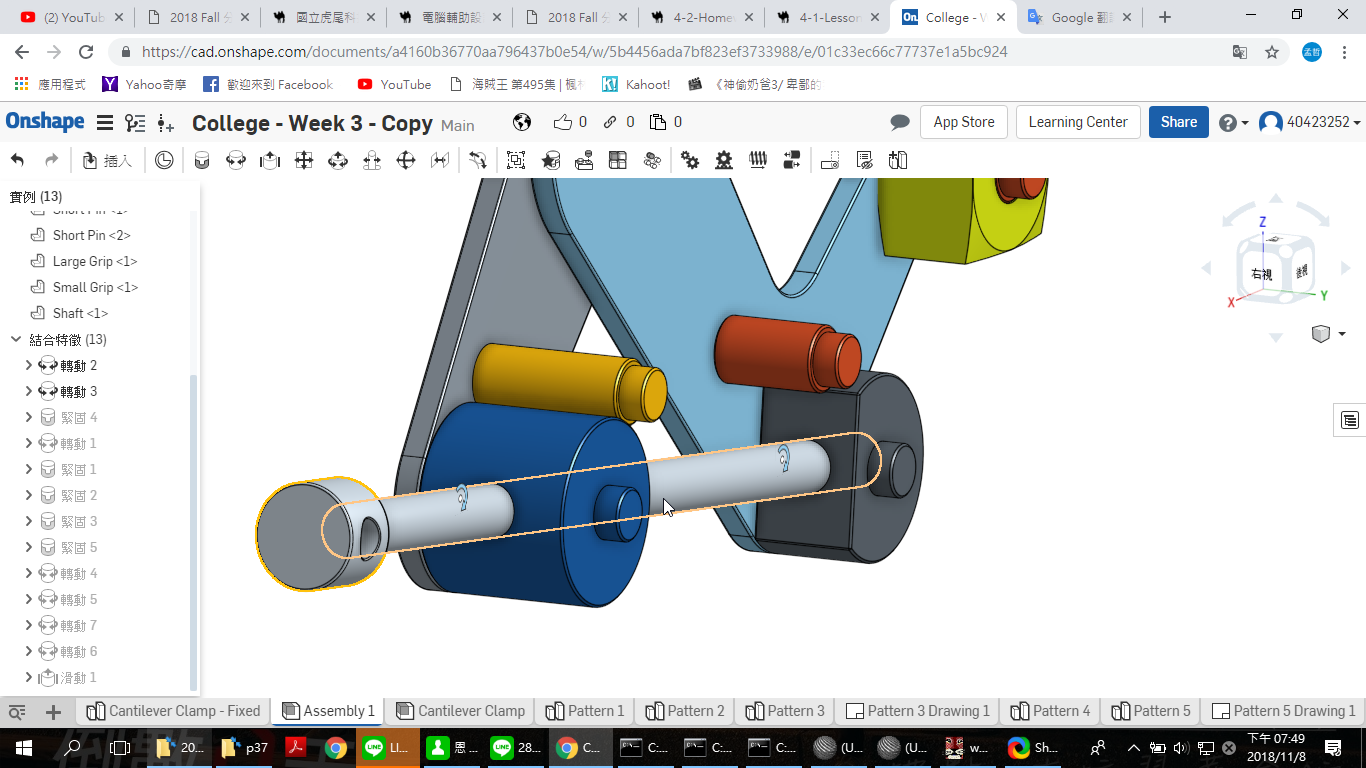 (2) YouTub
2018 Fall
國立虎尾科
電腦輔助設
2018 Fall
4-2-Home
4-1-Lesson
College - W
Google 翻
https://cad.onshape.com/documents/a4160b36770aa796437b0e54/w/5b4456ada7bf823ef3733988/e/01c33ec66c77737e1a5bc924
孟哲
應用程式
Yahoo奇摩
歡迎來到 Facebook
YouTube
海賊王 第495集 | 楓
Kahoot!
《神偷奶爸3/ 卑鄙的
Onshape
College - Week 3 - Copy Main
0
0
0
App Store
Learning Center
Share
40423252
插入
實例 (13)
Short Pin <1>
Short Pin <2>
Large Grip <1>
Small Grip <1>
Shaft <1>
結合特徵 (13)
轉動 2
轉動 3
緊固 4
轉動 1
緊固 1
緊固 2
緊固 3
緊固 5
轉動 4
轉動 5
轉動 7
轉動 6
滑動 1
Z
右視
後視
X
Y
Cantilever Clamp - Fixed
Assembly 1
Cantilever Clamp
Pattern 1
Pattern 2
Pattern 3
Pattern 3 Drawing 1
Pattern 4
Pattern 5
Pattern 5 Drawing 1
20...
p37
LI...
恩...
28...
C...
C:...
C:...
C:...
(U...
(U...
w...
Sh...
下午 07:49
2018/11/8